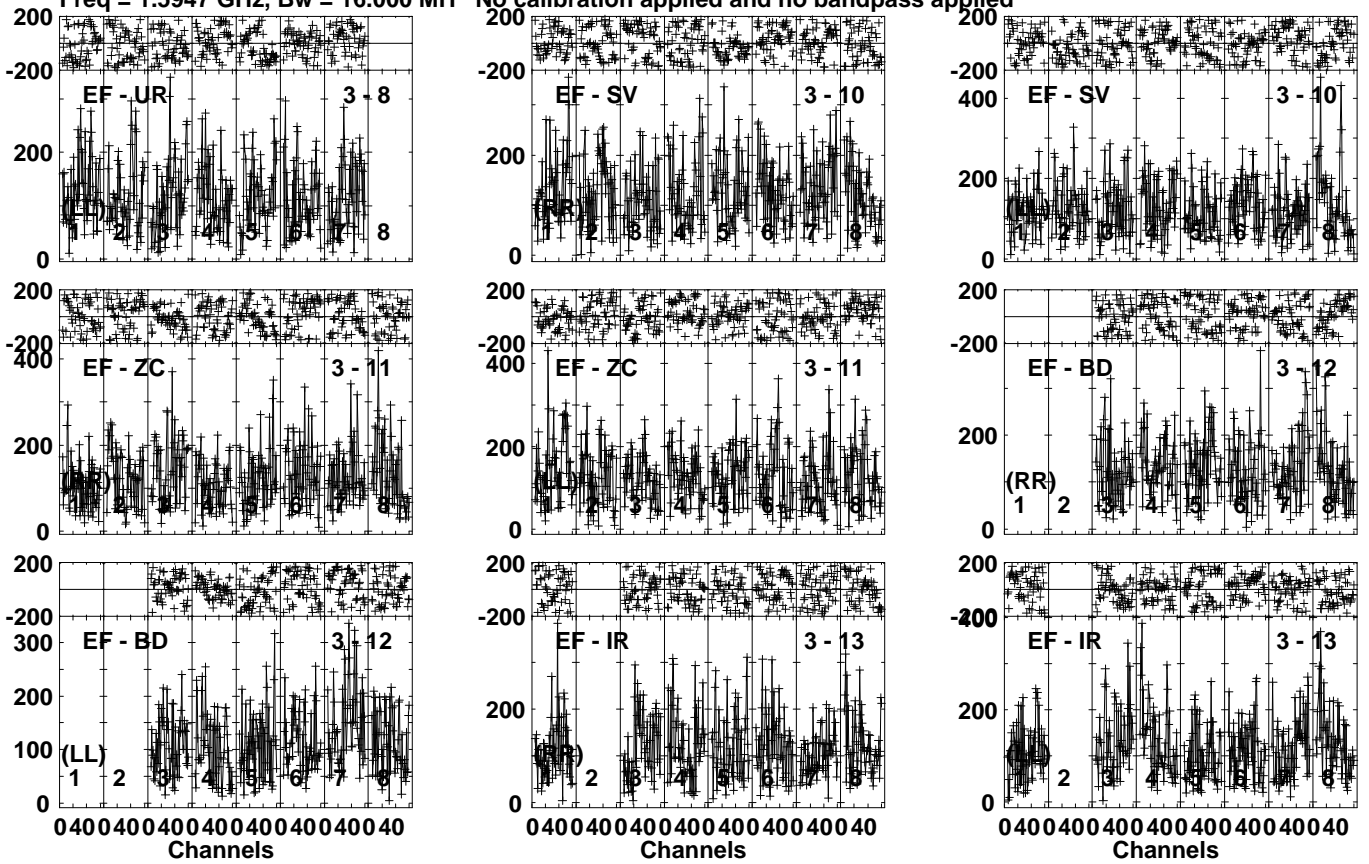 Freq = 1.5947 GHz, Bw = 16.000 MH No calibration applied and no bandpass applied
200 200 200
-200 -200 -200
EF - UR 3 - 8 EF - SV 3 - 10 EF - SV 3 - 10
400
200 200 200
(LL) (RR) (LL)
1 2 3 4 5 6 7 8 1 2 3 4 5 6 7 8 1 2 3 4 5 6 7 8
0 0 0
200 200 200
-200 -200 -200
400 400
EF - ZC 3 - 11 EF - ZC 3 - 11 EF - BD 3 - 12
200 200 200
(RR) (LL) (RR)
1 2 3 4 5 6 7 8 1 2 3 4 5 6 7 8 1 2 3 4 5 6 7 8
0 0 0
200 200 200
-200 -200 -200
400
300
EF - BD 3 - 12 EF - IR 3 - 13 EF - IR 3 - 13
200 200 200
100
(LL) (RR) (LL)
1 2 3 4 5 6 7 8 1 2 3 4 5 6 7 8 1 2 3 4 5 6 7 8
0 0 0
0 40 0 40 0 40 0 40 0 40 0 40 0 40 0 40 0 40 0 40 0 40 0 40 0 40 0 40 0 40 0 40 0 40 0 40 0 40 0 40 0 40 0 40 0 40 0 40
Channels Channels Channels